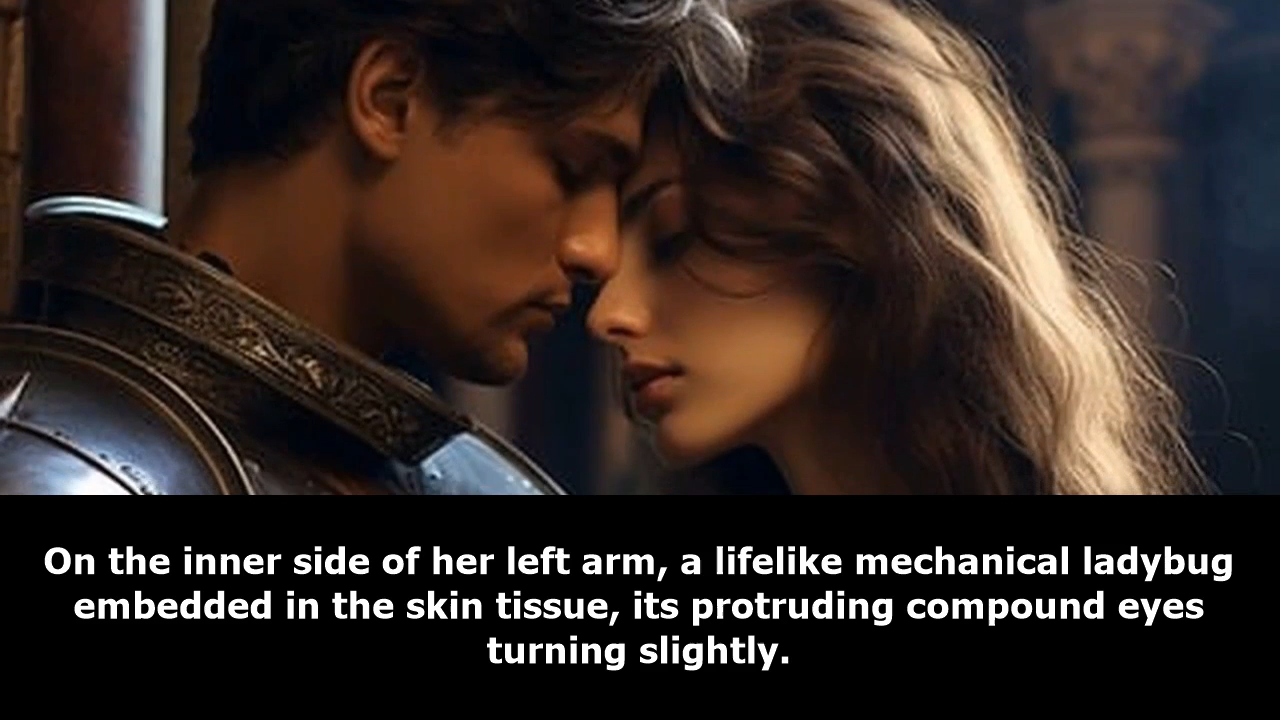 On the inner side of her left arm, a lifelike mechanical ladybug
embedded in the skin tissue, its protruding compound eyes
turning slightly.